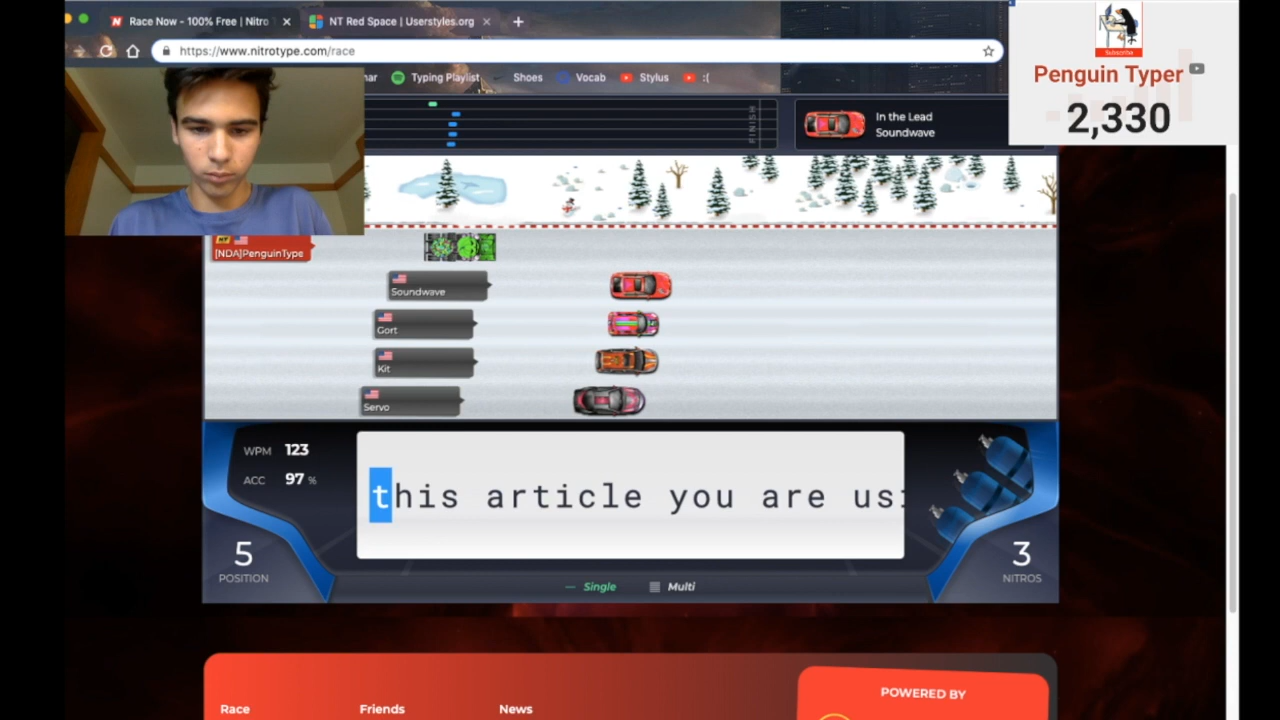 Race Now - 100% Free | Nitro
NT Red Space | Userstyles.org
https://www.nitrotype.com/race
Typing Playlist
Shoes
Vocab
Stylus
:(
Subscribe
Penguin Typer
2,330
FINISH
In the Lead
Soundwave
[NDA]PenguinType
Soundwave
Gort
Kit
Servo
WPM 123
ACC 97 %
this article you are us
5
POSITION
3
NITROS
Single
Multi
Race
Friends
News
POWERED BY